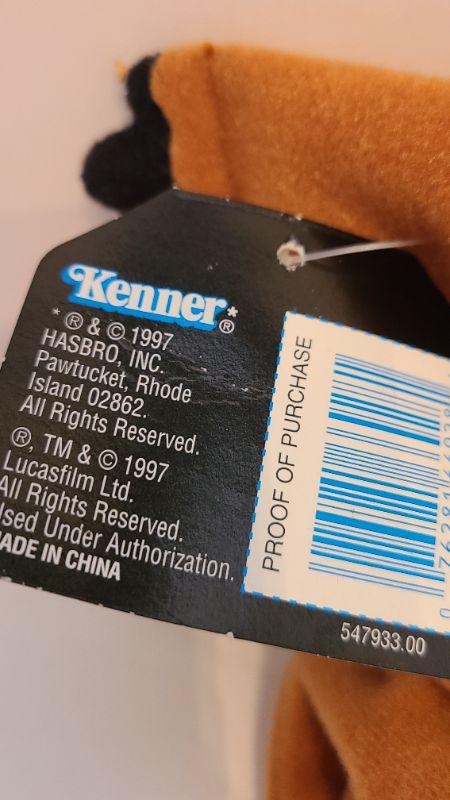 Kenner*®
* ® & © 1997
HASBRO, INC.
Pawtucket, Rhode
Island 02862.
All Rights Reserved.
®, TM & © 1997
Lucasfilm Ltd.
All Rights Reserved.
Used Under Authorization.
MADE IN CHINA
PROOF OF PURCHASE
547933.00